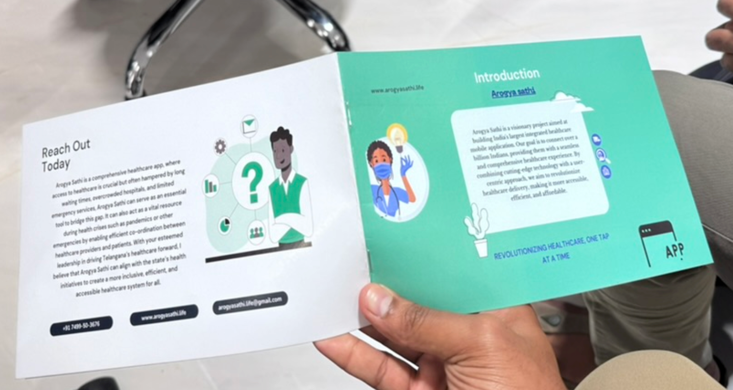 Reach Out
Today
Arogya Sathi is a comprehensive healthcare app, where
access to healthcare is crucial but often hampered by long
waiting times, overcrowded hospitals, and limited
emergency services. Arogya Sathi can serve as an essential
tool to bridge this gap. It can also act as a vital resource
during health crises such as pandemics or other
emergencies by enabling efficient co-ordination between
healthcare providers and patients. With your esteemed
leadership in driving Telangana's healthcare forward, I
believe that Arogya Sathi can align with the state's health
initiatives to create a more inclusive, efficient, and
accessible healthcare system for all.
+91 7499-50-3676
www.arogyasathi.life
arogyasathi.life@gmail.com
www.arogyasathi.life
Introduction
Arogya sathi
Arogya Sathi is a visionary project aimed at
building India's largest integrated healthcare
mobile application. Our goal is to connect over a
billion Indians, providing them with a seamless
and comprehensive healthcare experience. By
combining cutting-edge technology with a user-
centric approach, we aim to revolutionize
healthcare delivery, making it more accessible,
efficient, and affordable.
REVOLUTIONIZING HEALTHCARE, ONE TAP
AT A TIME
APP